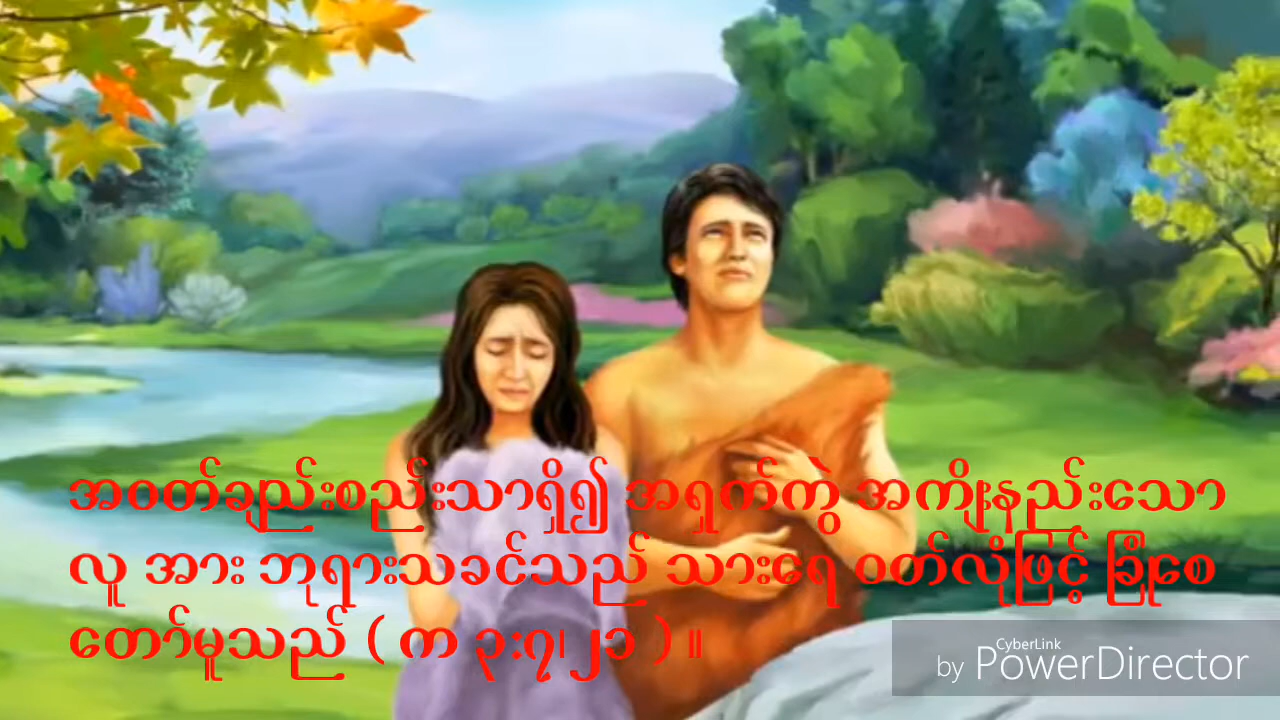 အဝတ်ချည်းစည်းသာရှိ၍ အရှက်ကွဲ အကျိုးနည်းသော
လူ အား ဘုရားသခင်သည် သားရေ ဝတ်လုံဖြင့် ခြုံစေ
တော်မူသည် ( က ၃:၇၊၂၁ ) ။
CyberLink
by PowerDirector